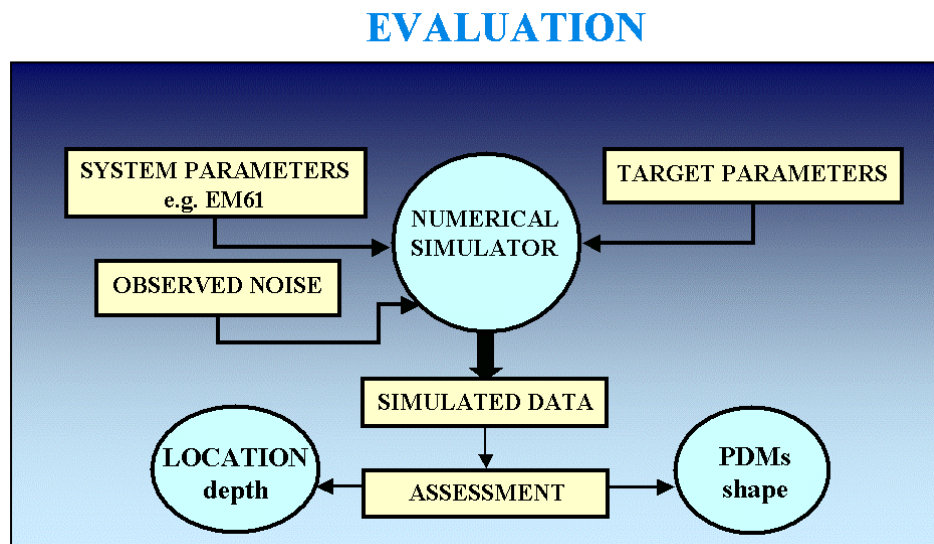 EVALUATION
SYSTEM PARAMETERS
e.g. EM61
TARGET PARAMETERS
NUMERICAL
SIMULATOR
OBSERVED NOISE
SIMULATED DATA
LOCATION
depth
ASSESSMENT
PDMs
shape